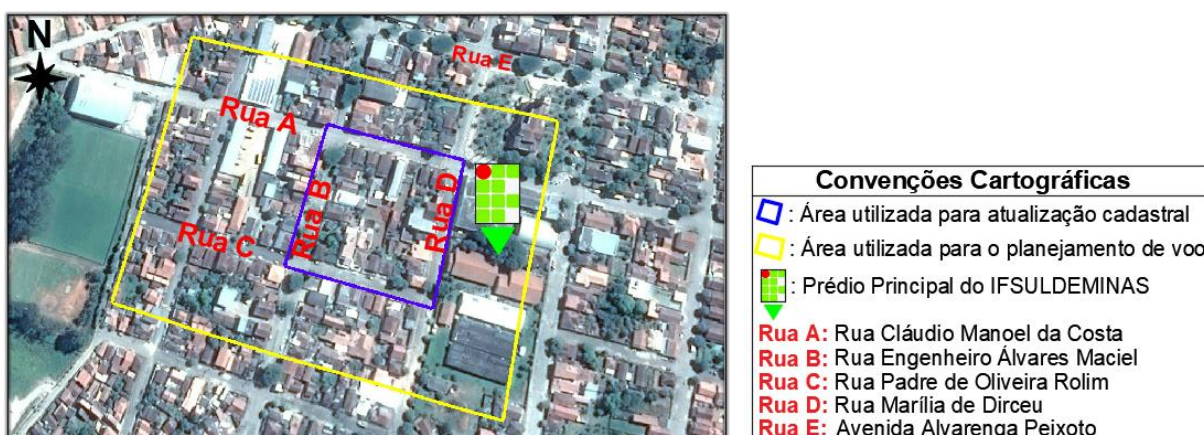 N
Rua E
Rua A
Rua B
Rua D
Rua C
Convenções Cartográficas
: Área utilizada para atualização cadastral
: Área utilizada para o planejamento de voo
: Prédio Principal do IFSULDEMINAS
Rua A: Rua Cláudio Manoel da Costa
Rua B: Rua Engenheiro Álvares Maciel
Rua C: Rua Padre de Oliveira Rolim
Rua D: Rua Marília de Dirceu
Rua E: Avenida Alvarenga Peixoto